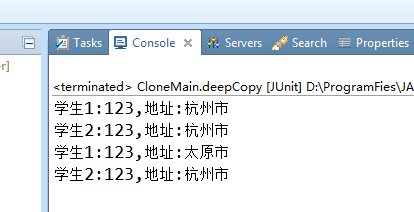 er]
Tasks Console Servers Search Properties
<terminated> CloneMain.deepCopy [JUnit] D:\ProgramFies\JA
学生1:123,地址:杭州市
学生2:123,地址:杭州市
学生1:123,地址:太原市
学生2:123,地址:杭州市